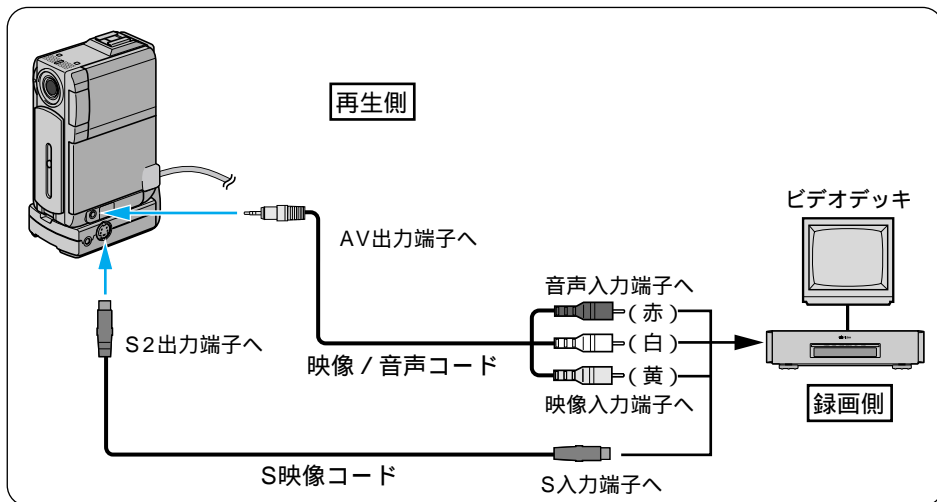 再生側
ビデオデッキ
AV出力端子へ
音声入力端子へ
(赤)
S2出力端子へ
(白)
映像/音声コード
(黄)
映像入力端子へ
録画側
S映像コード
S入力端子へ